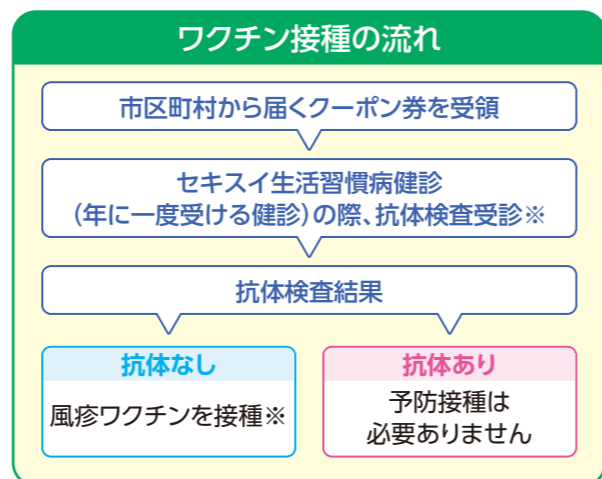 ワクチン接種の流れ
市区町村から届くクーポン券を受領
セキスイ生活習慣病健診
(年に一度受ける健診)の際、抗体検査受診※
抗体検査結果
抗体なし
風疹ワクチンを接種※
抗体あり
予防接種は
必要ありません